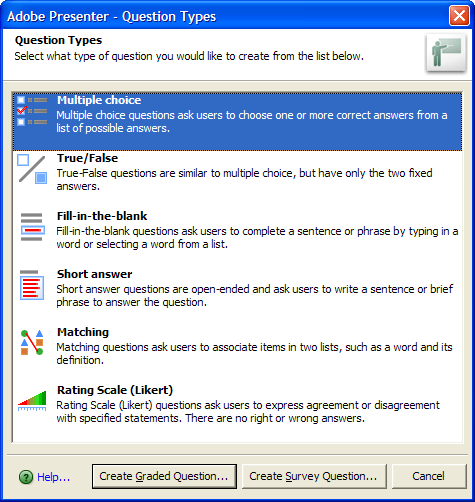 Adobe Presenter - Question Types
Question Types
Select what type of question you would like to create from the list below.
Multiple choice
Multiple choice questions ask users to choose one or more correct answers from a
list of possible answers.
True/False
True-False questions are similar to multiple choice, but have only the two fixed
answers.
Fill-in-the-blank
Fill-in-the-blank questions ask users to complete a sentence or phrase by typing in a
word or selecting a word from a list.
Short answer
Short answer questions are open-ended and ask users to write a sentence or brief
phrase to answer the question.
Matching
Matching questions ask users to associate items in two lists, such as a word and its
definition.
Rating Scale (Likert)
Rating Scale (Likert) questions ask users to express agreement or disagreement
with specified statements. There are no right or wrong answers.
Help... Create Graded Question... Create Survey Question... Cancel